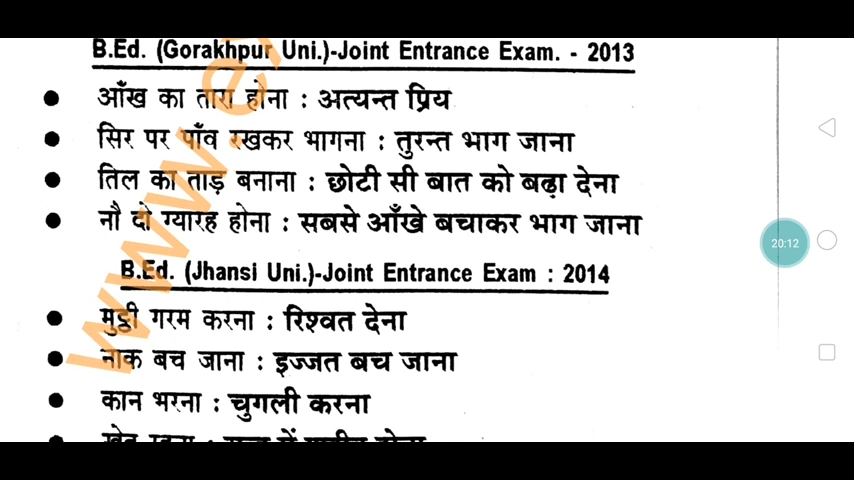 B.Ed. (Gorakhpur Uni.)-Joint Entrance Exam. - 2013
● आँख का तारा होना : अत्यन्त प्रिय
● सिर पर पाँव रखकर भागना : तुरन्त भाग जाना
● तिल का ताड़ बनाना : छोटी सी बात को बढ़ा देना
● नौ दो ग्यारह होना : सबसे आँखे बचाकर भाग जाना
20:12
B.Ed. (Jhansi Uni.)-Joint Entrance Exam : 2014
● मुट्ठी गरम करना : रिश्वत देना
● नाक बच जाना : इज्जत बच जाना
● कान भरना : चुगली करना
www.